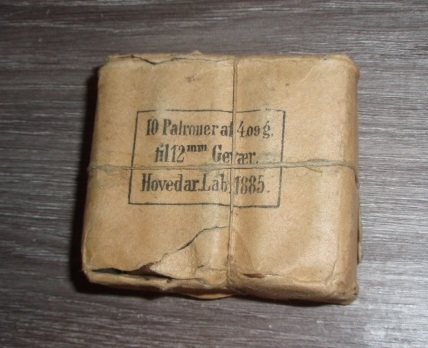 10 Patroner af 4.09 g.
til 12mm Gevær.
Hovedar. Lab. 1885.